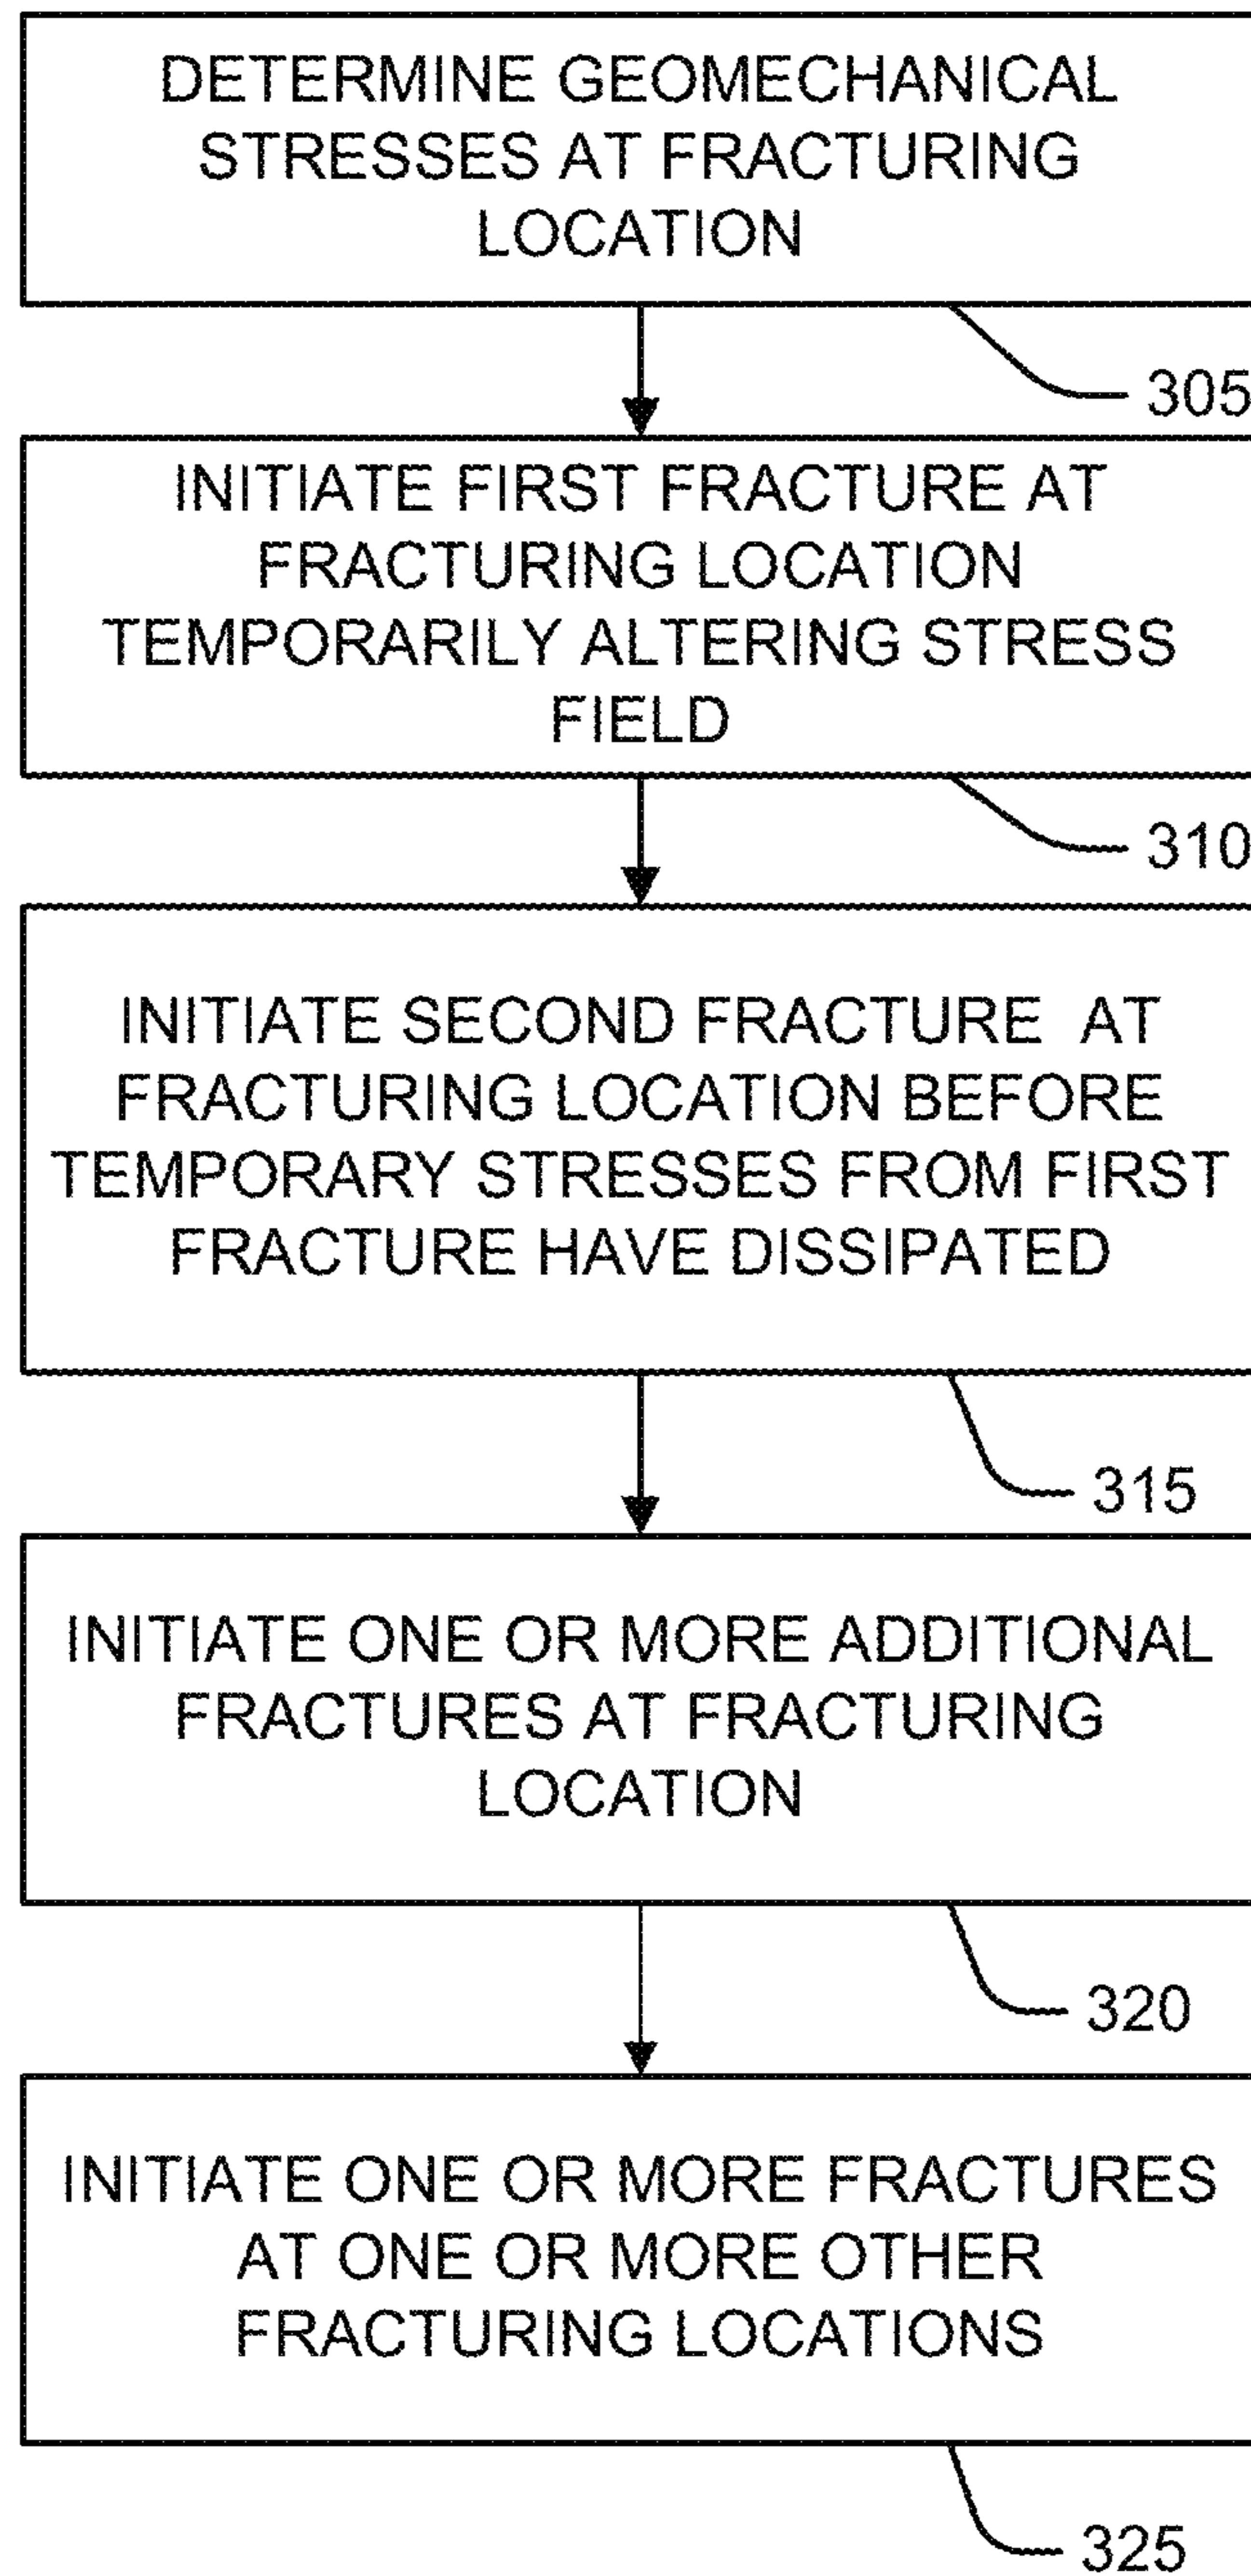 DETERMINE GEOMECHANICAL
STRESSES AT FRACTURING
LOCATION
305
INITIATE FIRST FRACTURE AT
FRACTURING LOCATION
TEMPORARILY ALTERING STRESS
FIELD
310
INITIATE SECOND FRACTURE AT
FRACTURING LOCATION BEFORE
TEMPORARY STRESSES FROM FIRST
FRACTURE HAVE DISSIPATED
315
INITIATE ONE OR MORE ADDITIONAL
FRACTURES AT FRACTURING
LOCATION
320
INITIATE ONE OR MORE FRACTURES
AT ONE OR MORE OTHER
FRACTURING LOCATIONS
325